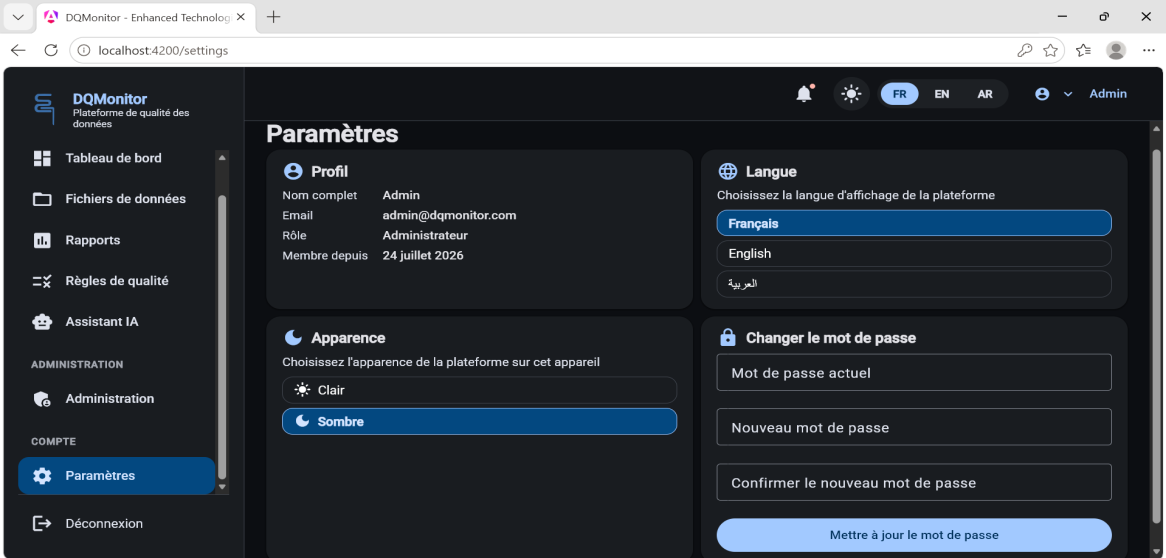 DQMonitor - Enhanced Technolog
localhost:4200/settings
DQMonitor
Plateforme de qualité des
données
FR EN AR Admin
Tableau de bord
Fichiers de données
Rapports
Règles de qualité
Assistant IA
ADMINISTRATION
Administration
COMPTE
Paramètres
Déconnexion
Paramètres
Profil
Nom complet Admin
Email admin@dqmonitor.com
Rôle Administrateur
Membre depuis 24 juillet 2026
Langue
Choisissez la langue d'affichage de la plateforme
Français
English
العربية
Apparence
Choisissez l'apparence de la plateforme sur cet appareil
Clair
Sombre
Changer le mot de passe
Mot de passe actuel
Nouveau mot de passe
Confirmer le nouveau mot de passe
Mettre à jour le mot de passe